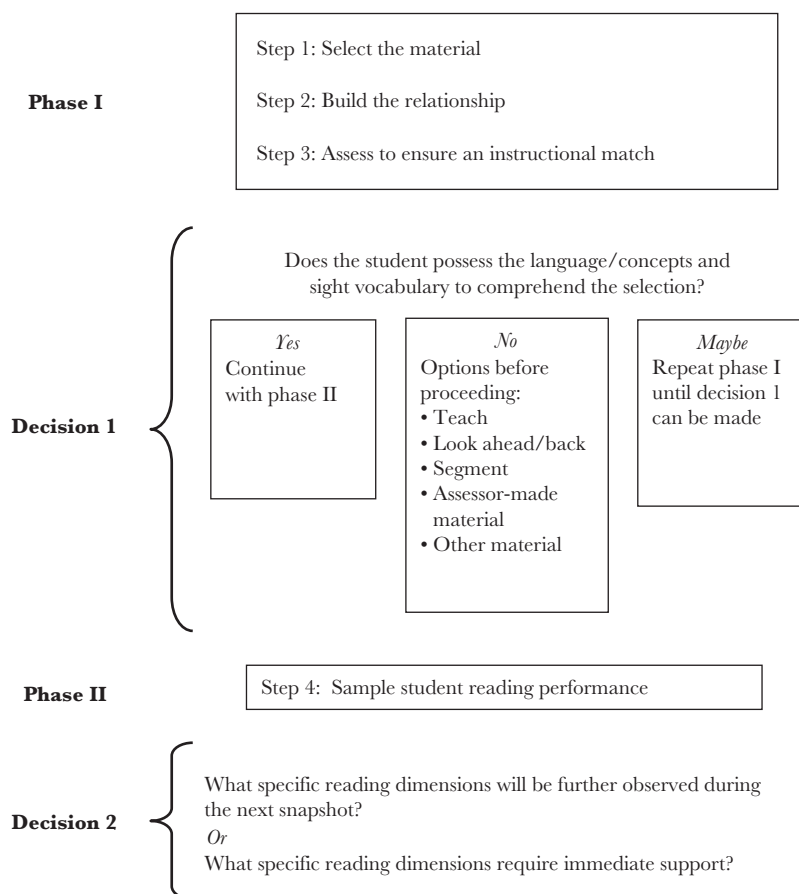 Phase I
Step 1: Select the material
Step 2: Build the relationship
Step 3: Assess to ensure an instructional match
Decision 1
Does the student possess the language/concepts and
sight vocabulary to comprehend the selection?
Yes
Continue
with phase II
No
Options before
proceeding:
• Teach
• Look ahead/back
• Segment
• Assessor-made
material
• Other material
Maybe
Repeat phase I
until decision 1
can be made
Phase II
Step 4: Sample student reading performance
Decision 2
What specific reading dimensions will be further observed during
the next snapshot?
Or
What specific reading dimensions require immediate support?